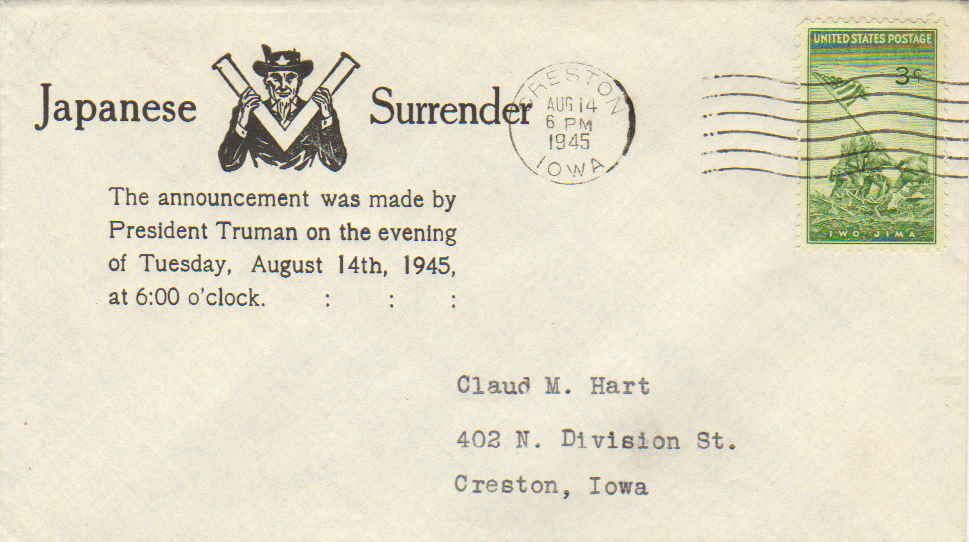 Japanese Surrender
The announcement was made by
President Truman on the evening
of Tuesday, August 14th, 1945,
at 6:00 o'clock. : : :
CRESTON
AUG 14
6 PM
1945
IOWA
UNITED STATES POSTAGE
3¢
IWO JIMA
Claud M. Hart
402 N. Division St.
Creston, Iowa